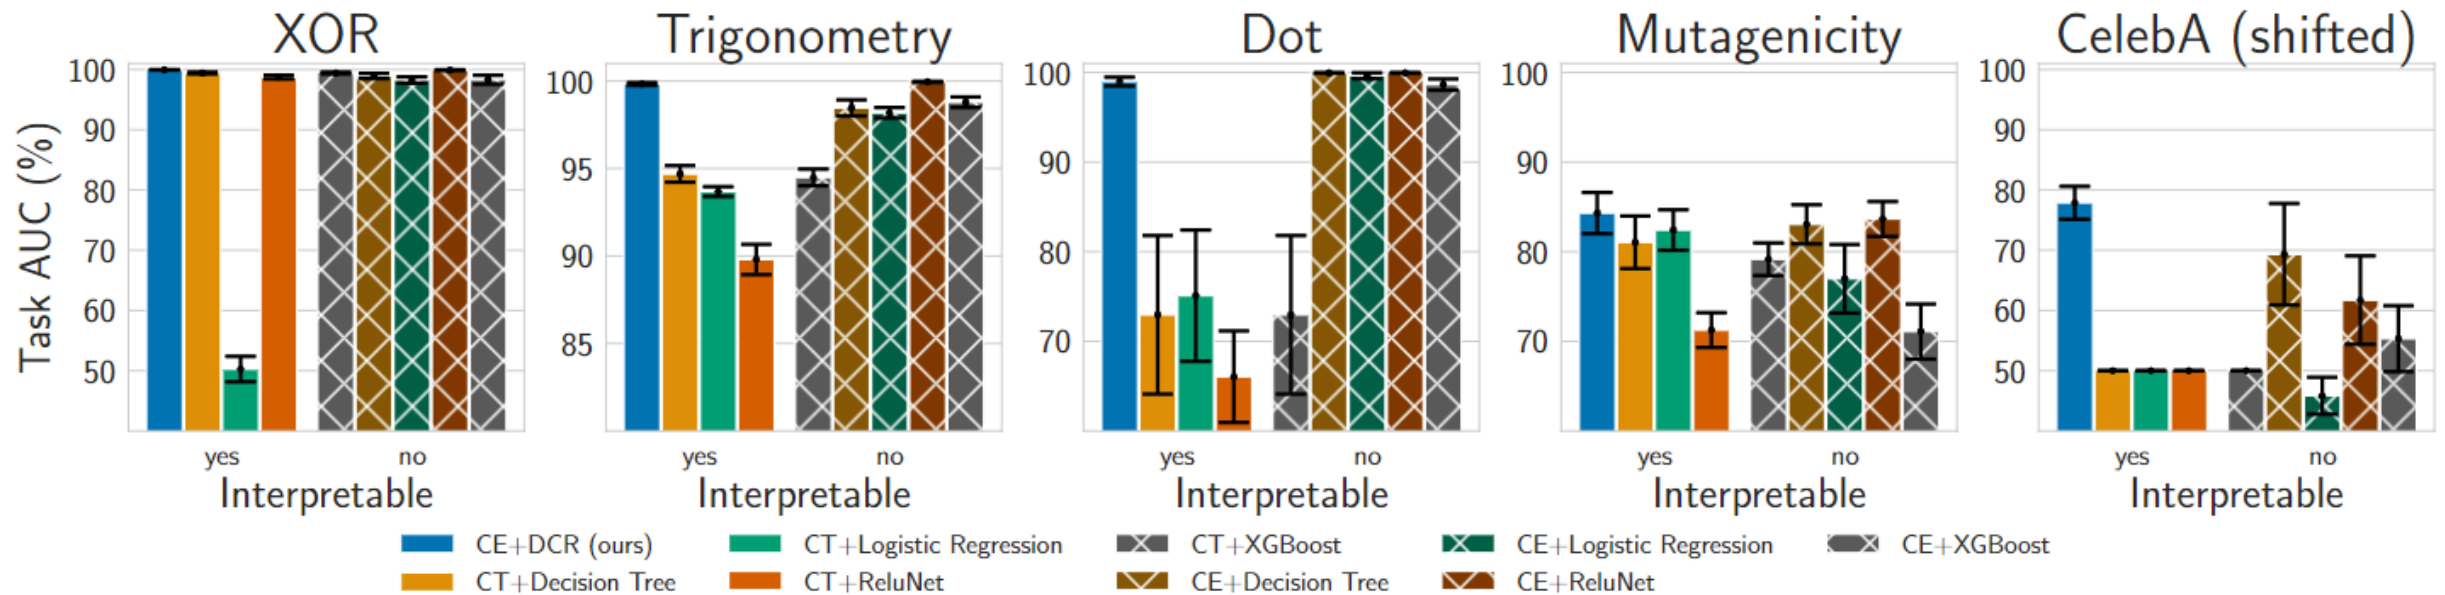 XOR Trigonometry Dot Mutagenicity CelebA (shifted)
Task AUC (%)
100 90 80 70 60 50
100 95 90 85
100 90 80 70
100 90 80 70
100 90 80 70 60 50
yes no yes no yes no yes no yes no
Interpretable Interpretable Interpretable Interpretable Interpretable
CE+DCR (ours) CT+Logistic Regression CT+XGBoost CE+Logistic Regression CE+XGBoost
CT+Decision Tree CT+ReluNet CE+Decision Tree CE+ReluNet